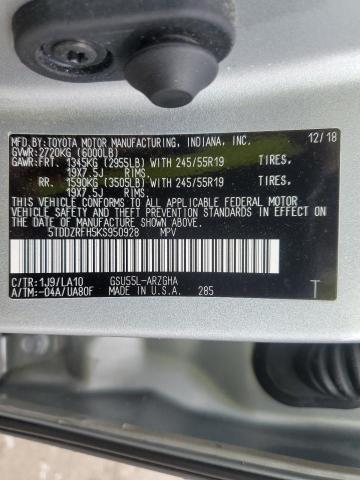 MFD.BY:TOYOTA MOTOR MANUFACTURING, INDIANA, INC. 12/18
GVWR:2720KG (6000LB)
GAWR:FRT. 1345KG (2955LB) WITH 245/55R19 TIRES,
19X7.5J RIMS,
RR. 1590KG (3505LB) WITH 245/55R19 TIRES,
19X7.5J RIMS.
THIS VEHICLE CONFORMS TO ALL APPLICABLE FEDERAL MOTOR
VEHICLE SAFETY AND THEFT PREVENTION STANDARDS IN EFFECT ON
THE DATE OF MANUFACTURE SHOWN ABOVE.
5TDDZRFH5KS950928 MPV
C/TR:1J9/LA10 GSU55L-ARZGHA
A/TM:-04A/UA80F MADE IN U.S.A. 285 T